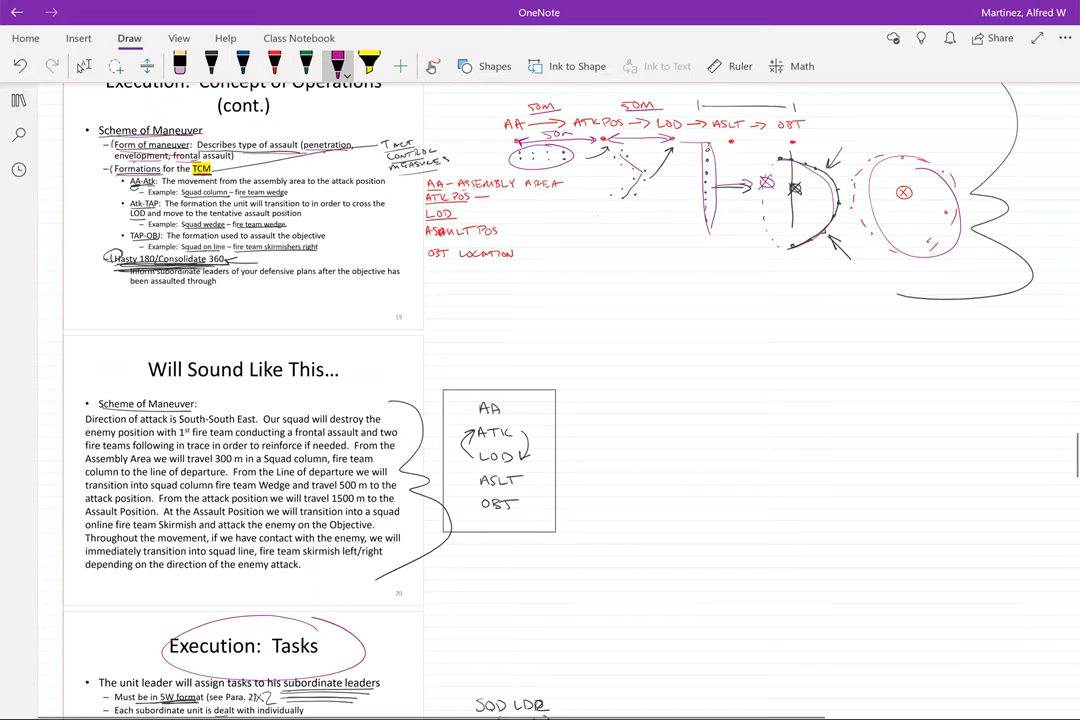 OneNote
Martinez, Alfred W
Home Insert Draw View Help Class Notebook
Share
Shapes Ink to Shape Ink to Text Ruler Math
Execution: Concept of Operations
(cont.)
• Scheme of Maneuver
– Form of maneuver: Describes type of assault (penetration,
envelopment, frontal assault)
– Formations for the TCM
• AA-Atk: The movement from the assembly area to the attack position
– Example: Squad column – fire team wedge
• Atk-TAP: The formation the unit will transition to in order to cross the
LOD and move to the tentative assault position
– Example: Squad wedge – fire team wedge
• TAP-OBJ: The formation used to assault the objective
– Example: Squad on line – fire team skirmishers right
– Hasty 180/Consolidate 360
Inform subordinate leaders of your defensive plans after the objective has
been assaulted through
19
TACT
CONTROL
MEASURES
50M 50M
AA → ATK POS → LOD → ASLT → OBT
50m
AA - ASSEMBLY AREA
ATK POS —
LOD
ASSAULT POS
OBT LOCATION
Will Sound Like This…
• Scheme of Maneuver:
Direction of attack is South-South East. Our squad will destroy the
enemy position with 1st fire team conducting a frontal assault and two
fire teams following in trace in order to reinforce if needed. From the
Assembly Area we will travel 300 m in a Squad column, fire team
column to the line of departure. From the Line of departure we will
transition into squad column fire team Wedge and travel 500 m to the
attack position. From the attack position we will travel 1500 m to the
Assault Position. At the Assault Position we will transition into a squad
online fire team Skirmish and attack the enemy on the Objective.
Throughout the movement, if we have contact with the enemy, we will
immediately transition into squad line, fire team skirmish left/right
depending on the direction of the enemy attack.
20
AA
ATK
LOD
ASLT
OBT
Execution: Tasks
• The unit leader will assign tasks to his subordinate leaders
– Must be in 5W format (see Para. 2) x2
– Each subordinate unit is dealt with individually
SQD LDR